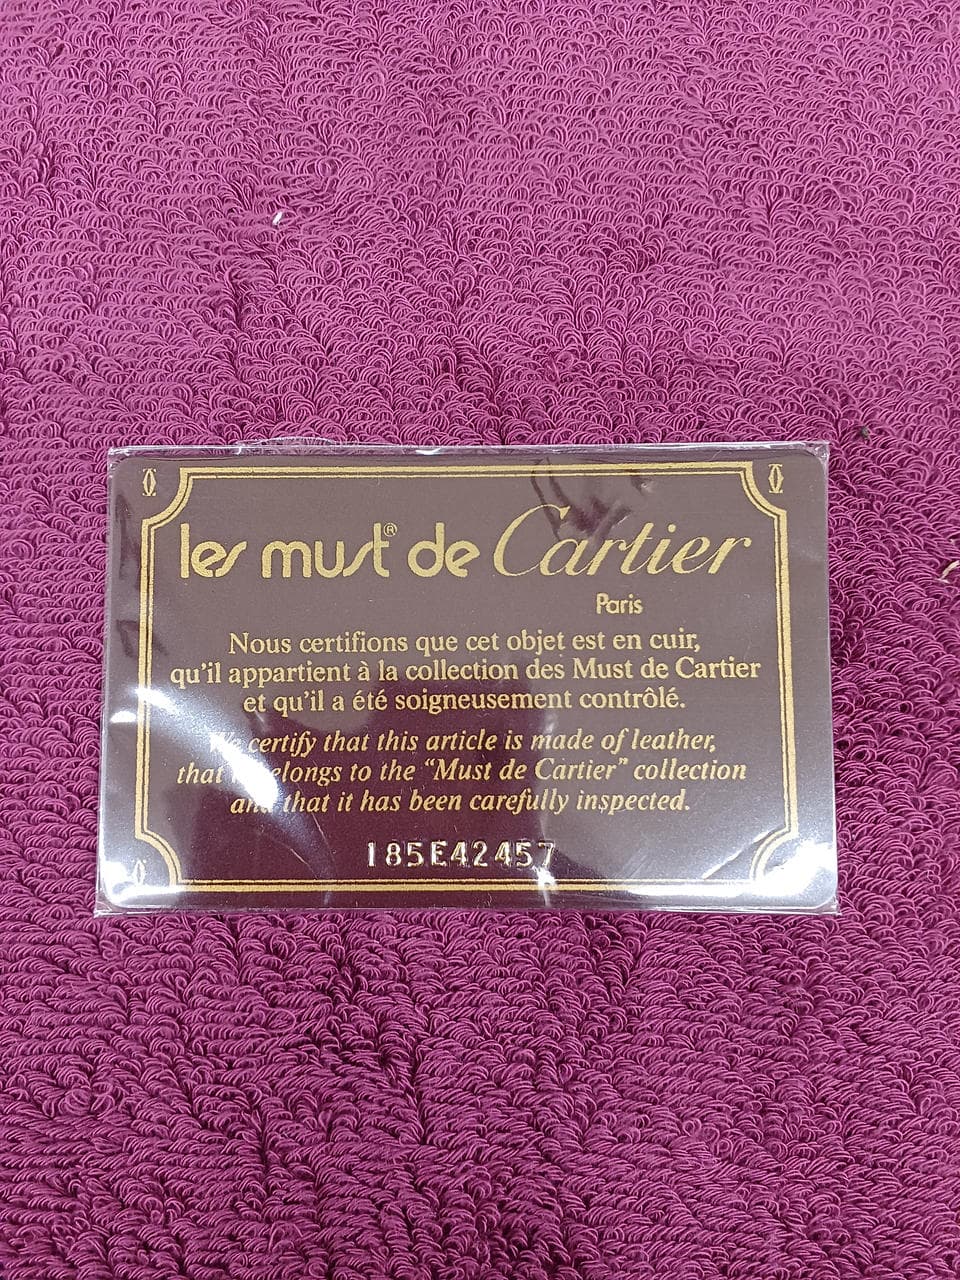 les must® de Cartier
Paris
Nous certifions que cet objet est en cuir,
qu'il appartient à la collection des Must de Cartier
et qu'il a été soigneusement contrôlé.
We certify that this article is made of leather,
that belongs to the "Must de Cartier" collection
and that it has been carefully inspected.
185E42457